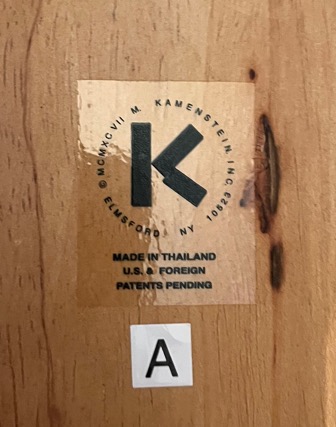 © MCMXCVII M. KAMENSTEIN, INC.
ELMSFORD NY 10523
K
MADE IN THAILAND
U.S. & FOREIGN
PATENTS PENDING
A